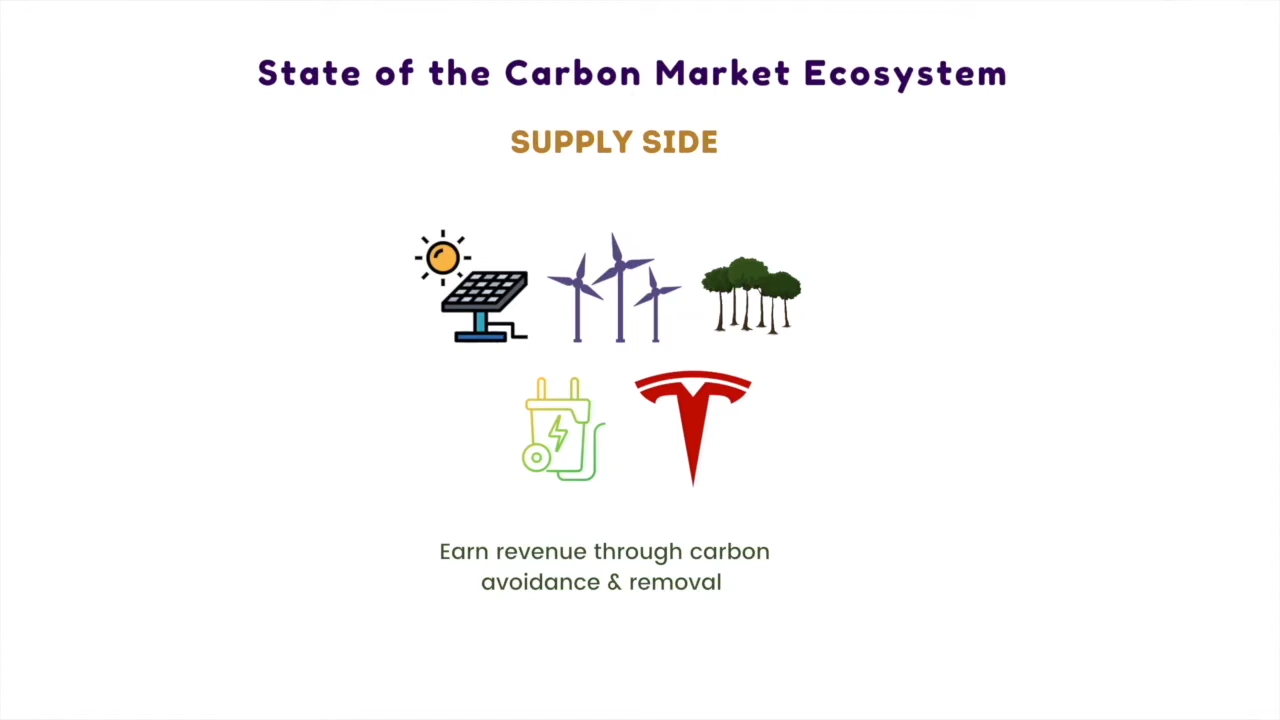 State of the Carbon Market Ecosystem
SUPPLY SIDE
Earn revenue through carbon
avoidance & removal